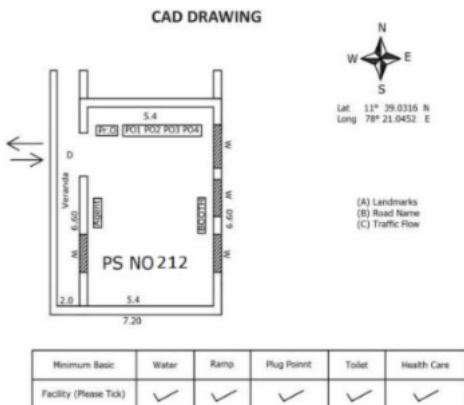 CAD DRAWING
N
W E
S
Lat 11° 39.0316 N
Long 78° 21.0452 E
5.4
Pr.O PO1 PO2 PO3 PO4
W
D
Veranda
6.60
Agent
BOOTH
W
6.60
(A) Landmarks
(B) Road Name
(C) Traffic Flow
W
W
PS NO 212
2.0 5.4
7.20
Minimum Basic Water Ramp Plug Poinnt Toilet Health Care
Facility (Please Tick)